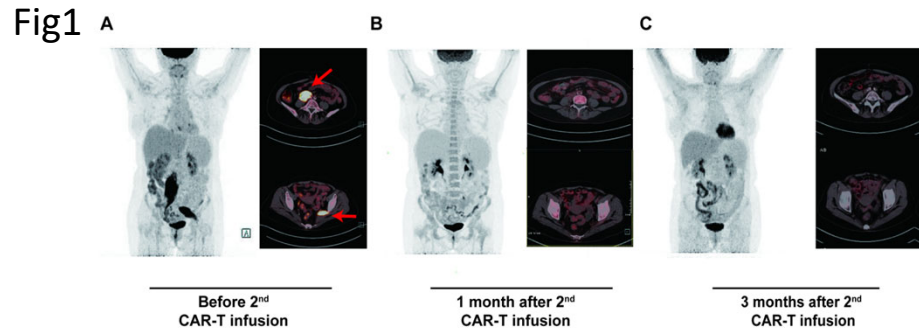 Fig1
A
B
C
A
Before 2nd
CAR-T infusion
1 month after 2nd
CAR-T infusion
3 months after 2nd
CAR-T infusion